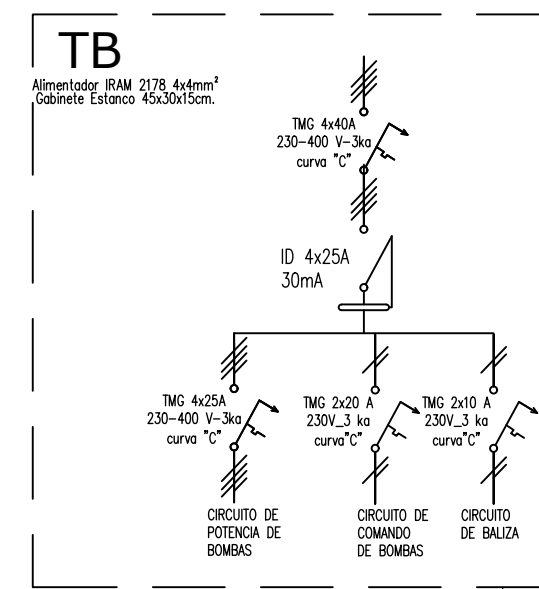 TB
Alimentador IRAM 2178 4x4mm²
Gabinete Estanco 45x30x15cm.
TMG 4x40A
230-400 V-3ka
curva "C"
ID 4x25A
30mA
TMG 4x25A
230-400 V-3ka
curva "C"
TMG 2x20 A
230V_3 ka
curva"C"
TMG 2x10 A
230V_3 ka
curva"C"
CIRCUITO DE
POTENCIA DE
BOMBAS
CIRCUITO DE
COMANDO
DE BOMBAS
CIRCUITO
DE BALIZA